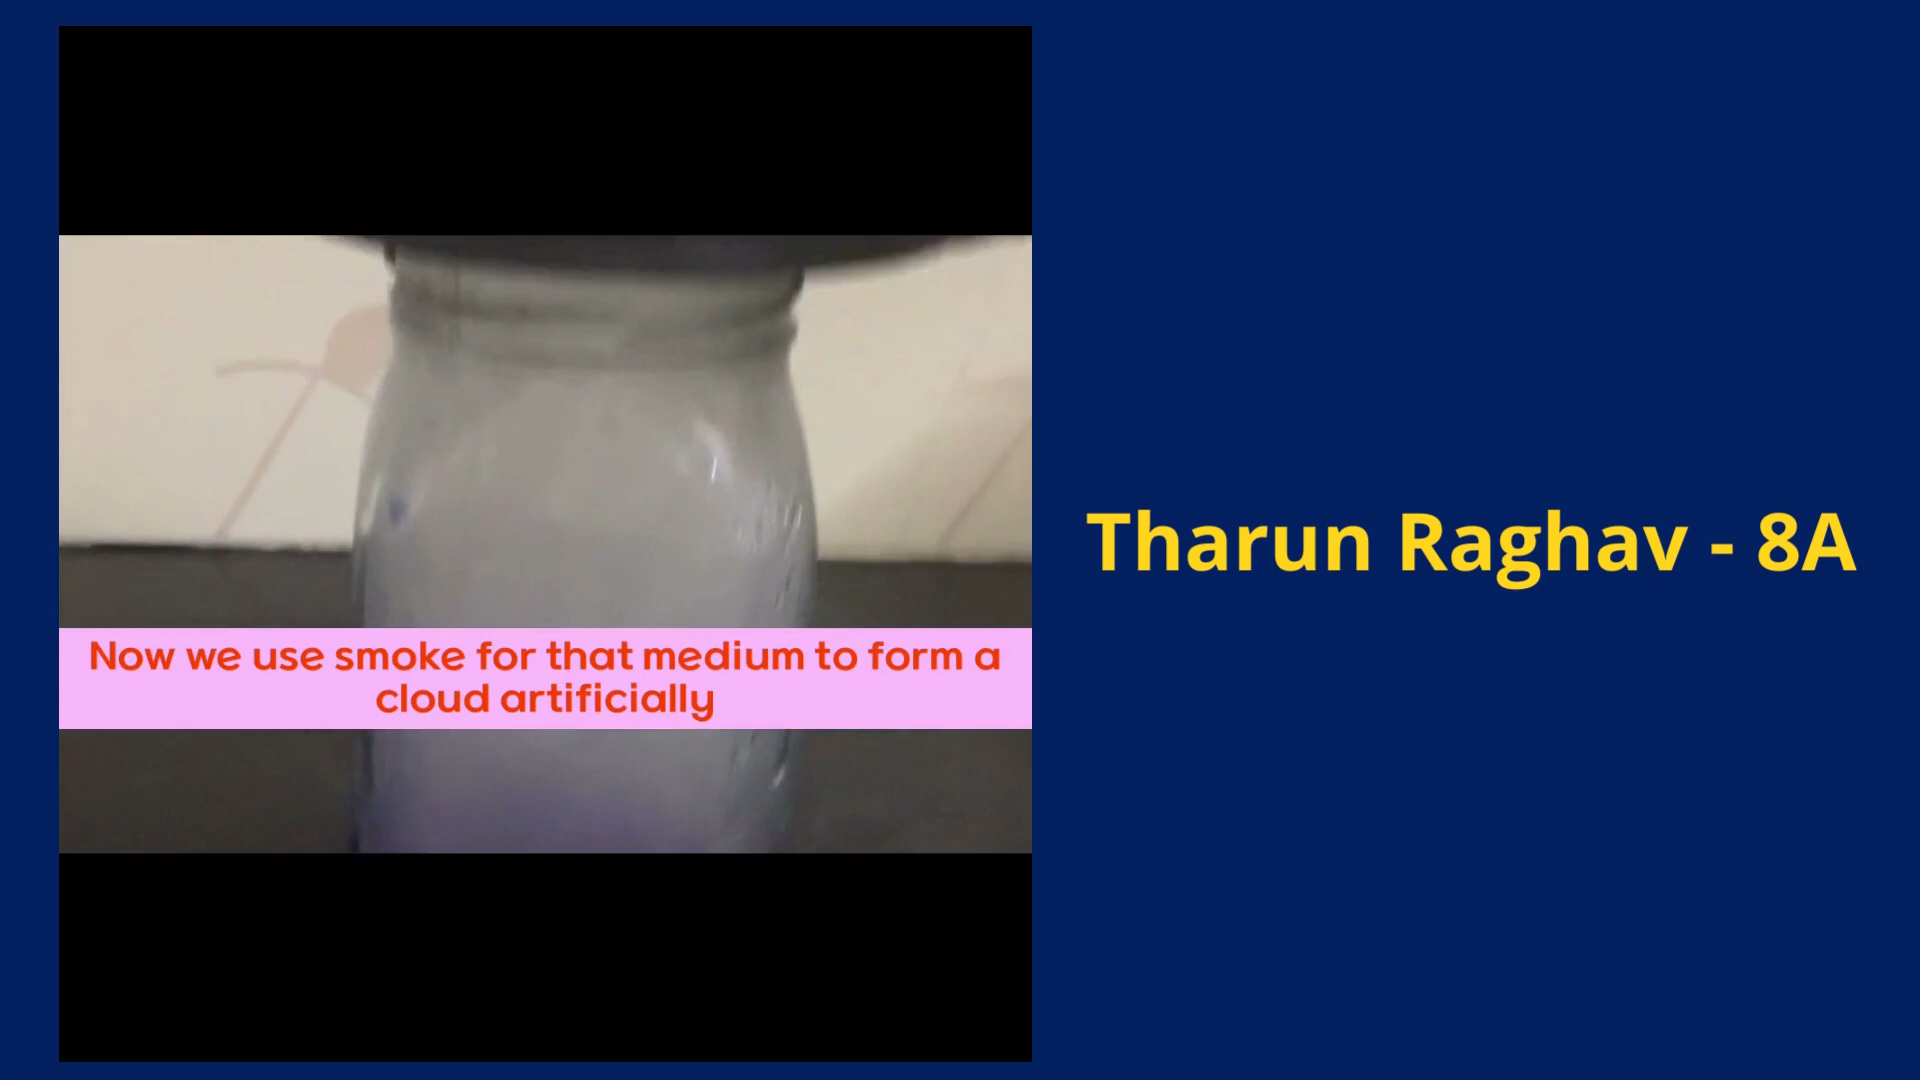 Now we use smoke for that medium to form a
cloud artificially
Tharun Raghav - 8A